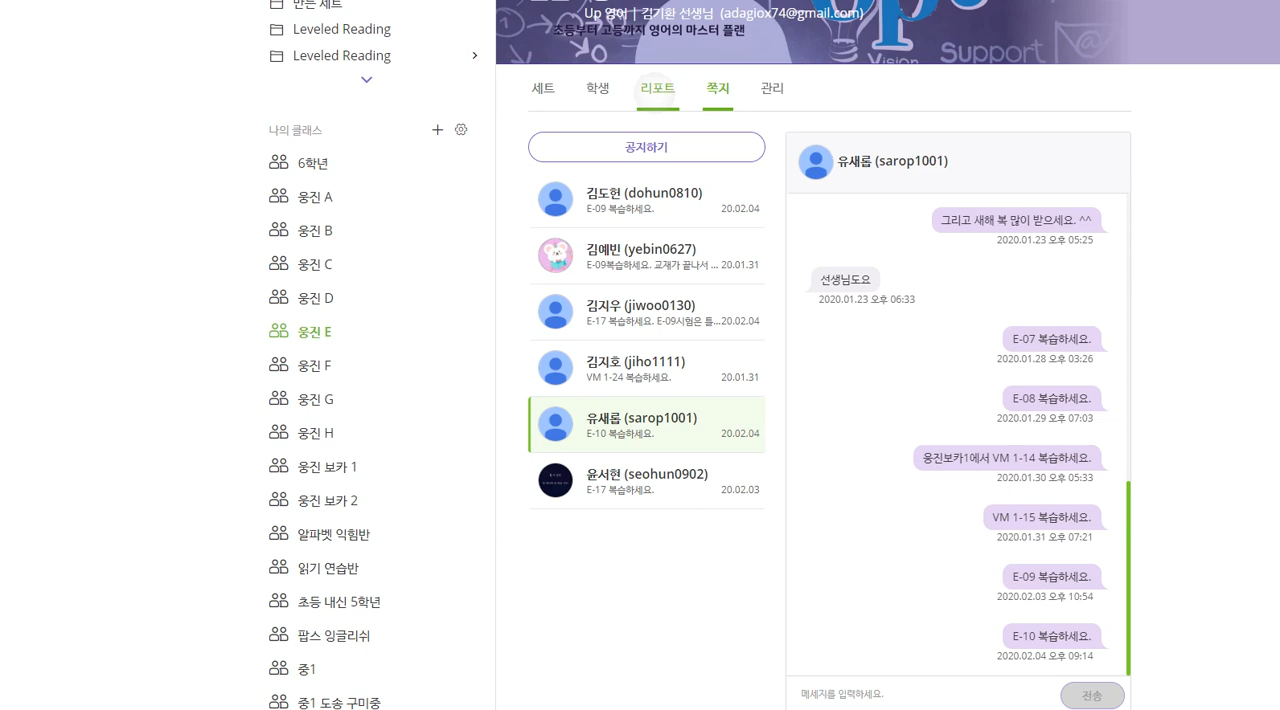 만든 세트
Leveled Reading
Leveled Reading
나의 클래스
6학년
웅진 A
웅진 B
웅진 C
웅진 D
웅진 E
웅진 F
웅진 G
웅진 H
웅진 보카 1
웅진 보카 2
알파벳 익힘반
읽기 연습반
초등 내신 5학년
팝스 잉글리쉬
중1
중1 도송 구미중
Up 영어 | 김기환 선생님 (adagiox74@gmail.com)
초등부터 고등까지 영어의 마스터 플랜
Vision
Support
세트 학생 리포트 쪽지 관리
공지하기
김도현 (dohun0810)
E-09 복습하세요. 20.02.04
김예빈 (yebin0627)
E-09복습하세요. 교재가 끝나서 ... 20.01.31
김지우 (jiwoo0130)
E-17 복습하세요. E-09시험은 틀...20.02.04
김지호 (jiho1111)
VM 1-24 복습하세요. 20.01.31
유새롭 (sarop1001)
E-10 복습하세요. 20.02.04
윤서현 (seohun0902)
E-17 복습하세요. 20.02.03
유새롭 (sarop1001)
그리고 새해 복 많이 받으세요. ^^
2020.01.23 오후 05:25
선생님도요
2020.01.23 오후 06:33
E-07 복습하세요.
2020.01.28 오후 03:26
E-08 복습하세요.
2020.01.29 오후 07:03
웅진보카1에서 VM 1-14 복습하세요.
2020.01.30 오후 05:33
VM 1-15 복습하세요.
2020.01.31 오후 07:21
E-09 복습하세요.
2020.02.03 오후 10:54
E-10 복습하세요.
2020.02.04 오후 09:14
메세지를 입력하세요.
전송